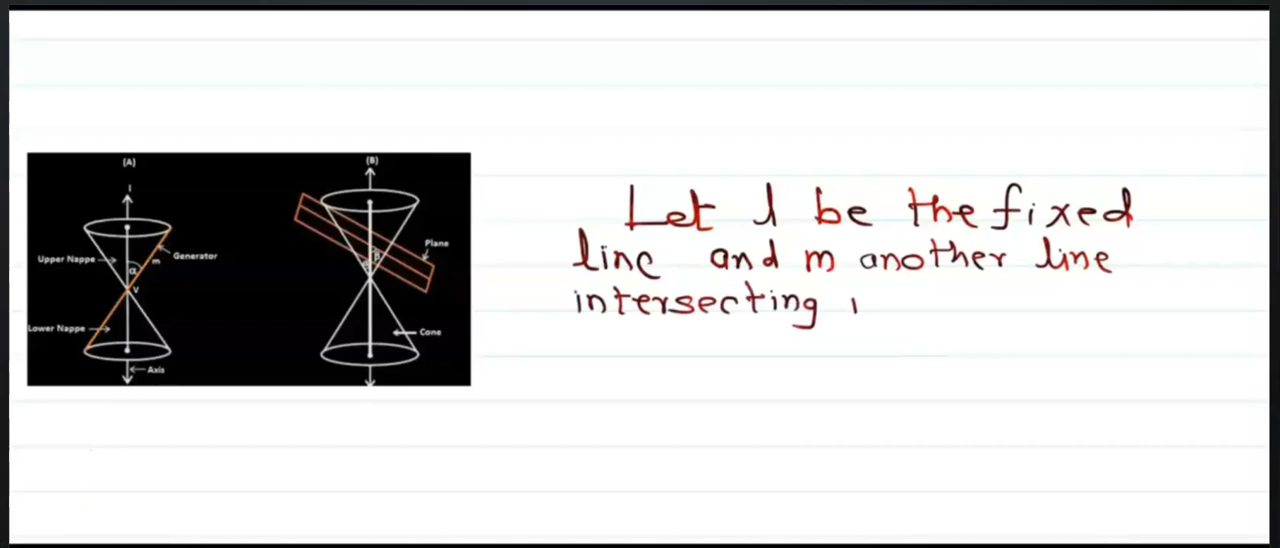 (A)
l
Upper Nappe
α
m
Generator
V
Lower Nappe
Axis
(B)
Plane
β
Cone
Let l be the fixed
line and m another line
intersecting